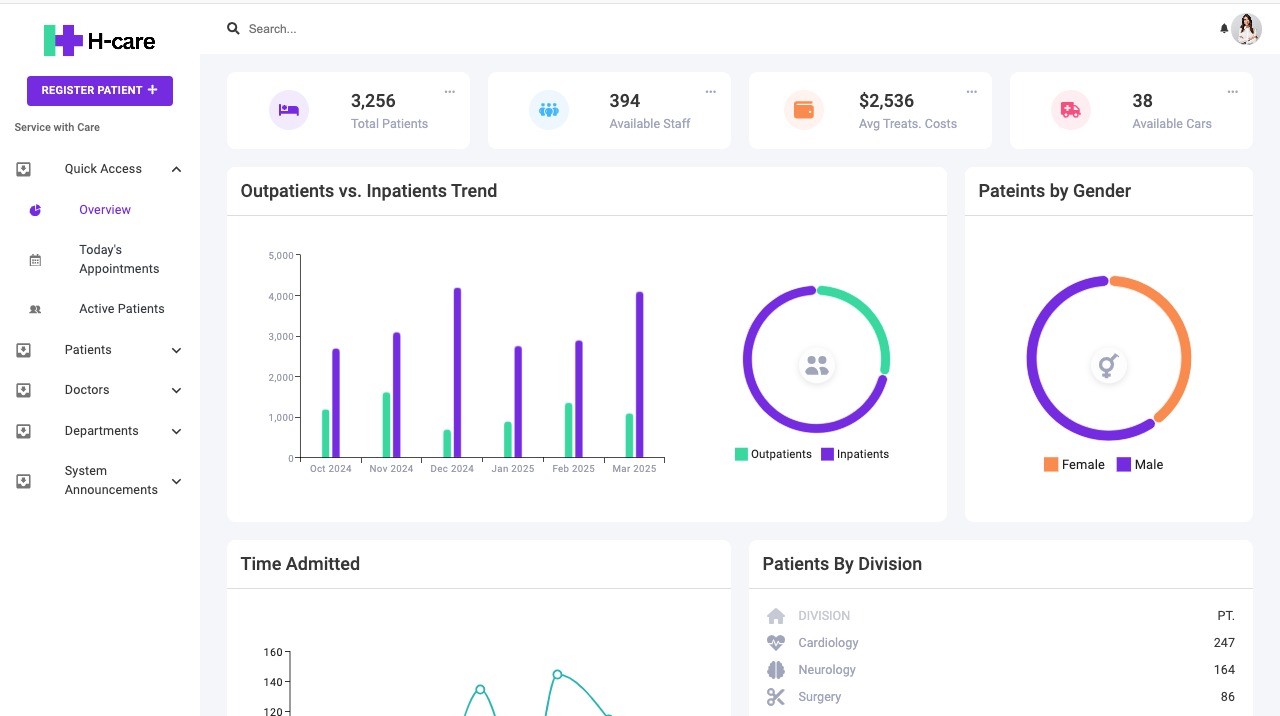 H-care
Search...
REGISTER PATIENT +
Service with Care
Quick Access
Overview
Today's
Appointments
Active Patients
Patients
Doctors
Departments
System
Announcements
3,256
Total Patients
394
Available Staff
$2,536
Avg Treats. Costs
38
Available Cars
Outpatients vs. Inpatients Trend
5,000
4,000
3,000
2,000
1,000
0
Oct 2024 Nov 2024 Dec 2024 Jan 2025 Feb 2025 Mar 2025
Outpatients Inpatients
Pateints by Gender
Female Male
Time Admitted
160
140
120
Patients By Division
DIVISION PT.
Cardiology 247
Neurology 164
Surgery 86